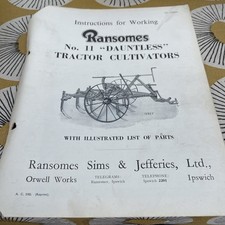 Instructions for Working
Ransomes
No. 11 "DAUNTLESS"
TRACTOR CULTIVATORS
WITH ILLUSTRATED LIST OF PARTS
Ransomes Sims & Jefferies, Ltd.,
Orwell Works
TELEGRAMS:
Ransomes, Ipswich
TELEPHONE:
Ipswich
Ipswich